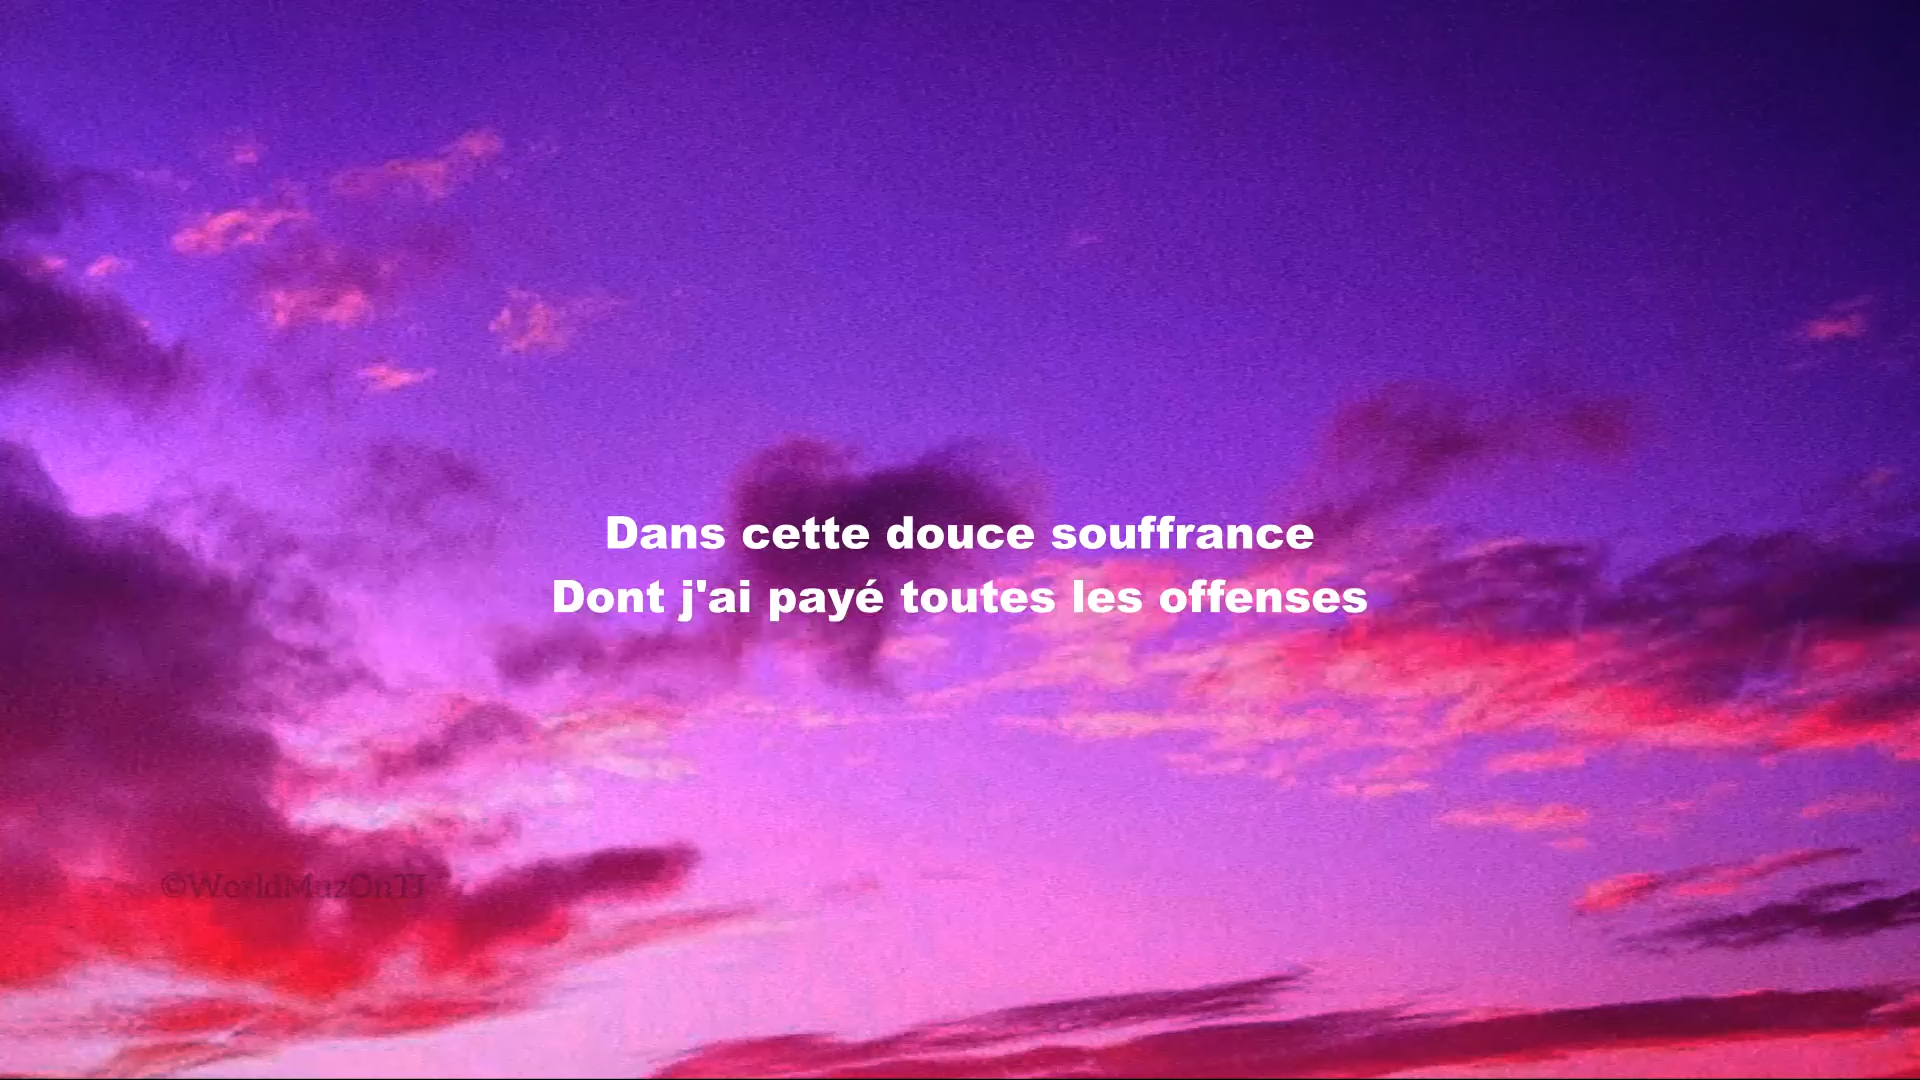 Dans cette douce souffrance
Dont j'ai payé toutes les offenses
©WorldMuzOnTJ